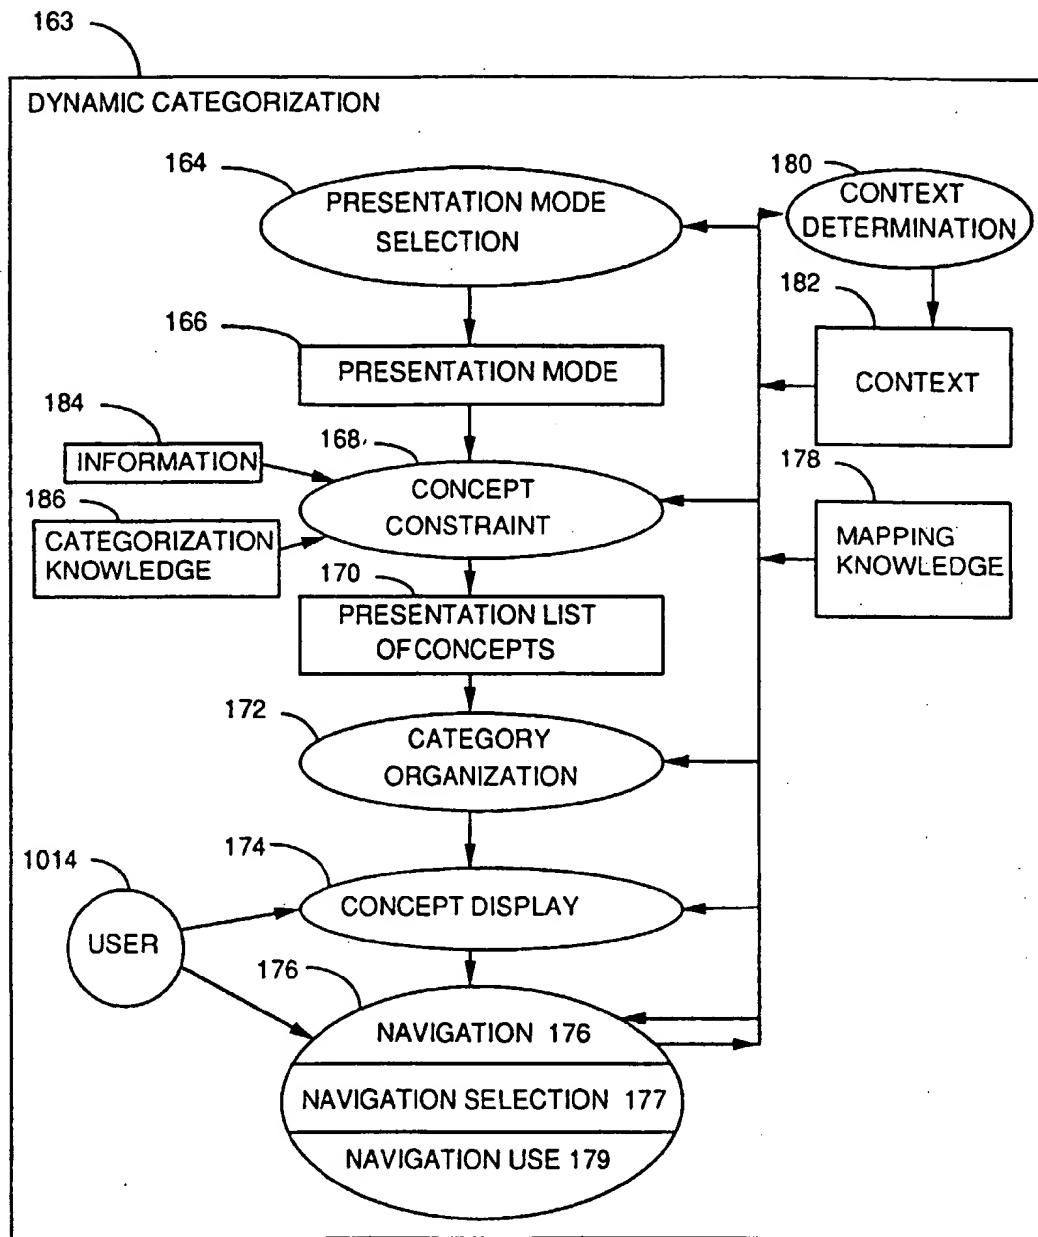 163
DYNAMIC CATEGORIZATION
164
PRESENTATION MODE
SELECTION
180
CONTEXT
DETERMINATION
166
PRESENTATION MODE
182
CONTEXT
184
INFORMATION
168
CONCEPT
CONSTRAINT
178
MAPPING
KNOWLEDGE
186
CATEGORIZATION
KNOWLEDGE
170
PRESENTATION LIST
OF CONCEPTS
172
CATEGORY
ORGANIZATION
174
CONCEPT DISPLAY
1014
USER
176
NAVIGATION 176
NAVIGATION SELECTION 177
NAVIGATION USE 179